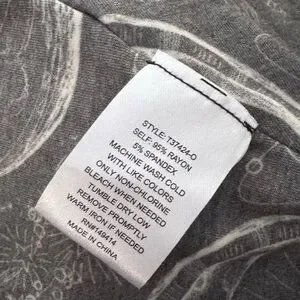 STYLE: T37424-O
SELF: 95% RAYON
5% SPANDEX
MACHINE WASH COLD
WITH LIKE COLORS
ONLY NON-CHLORINE
BLEACH WHEN NEEDED
TUMBLE DRY LOW
REMOVE PROMPTLY
WARM IRON IF NEEDED
RN#149414
MADE IN CHINA